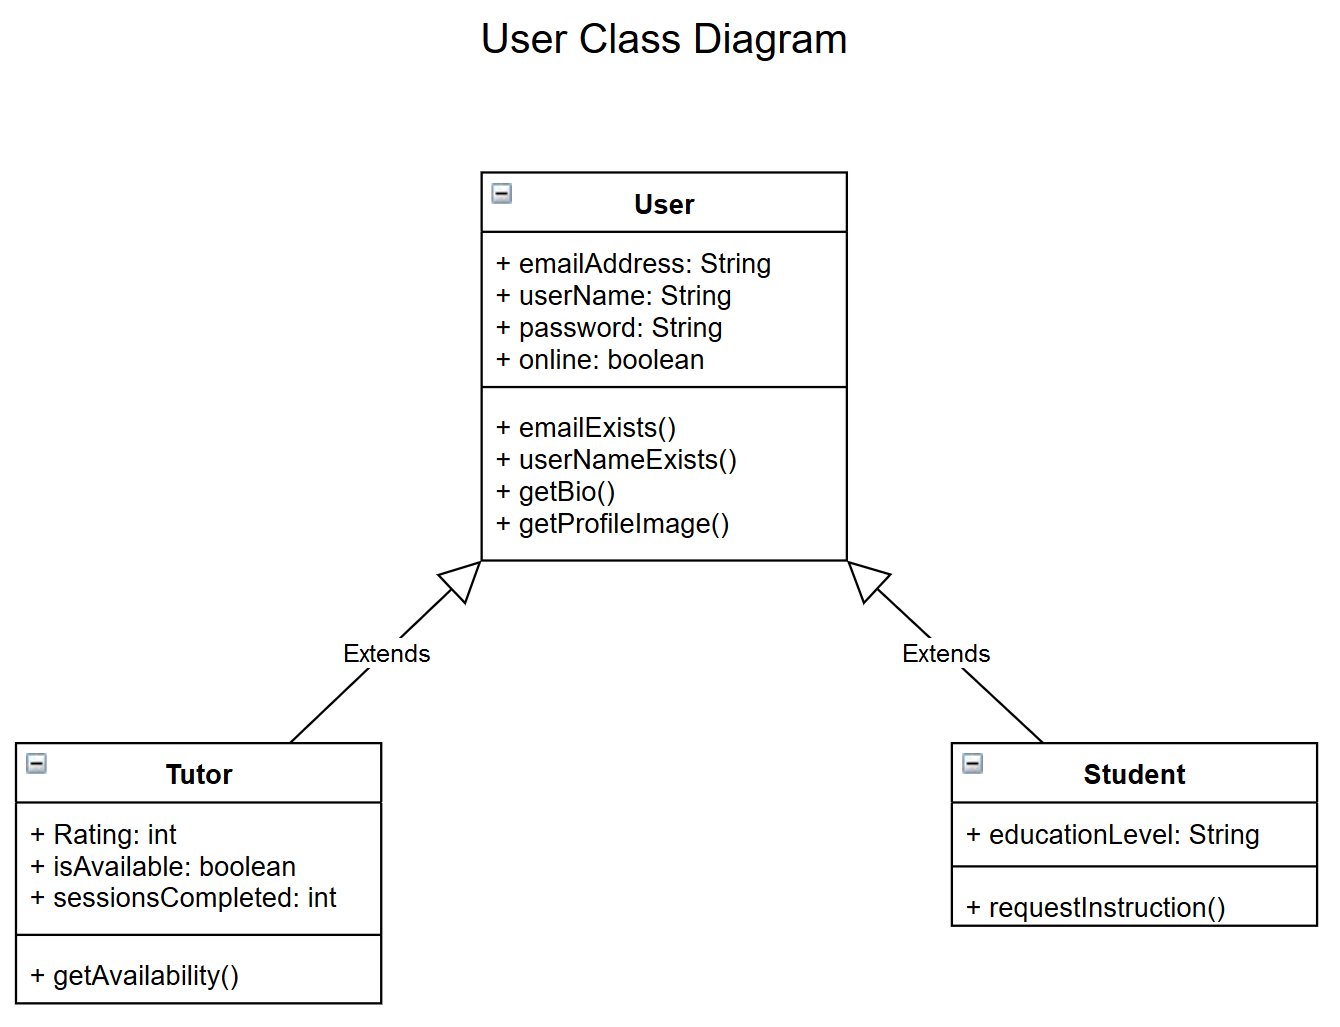 User Class Diagram
User
+ emailAddress: String
+ userName: String
+ password: String
+ online: boolean
+ emailExists()
+ userNameExists()
+ getBio()
+ getProfileImage()
Extends
Extends
Tutor
+ Rating: int
+ isAvailable: boolean
+ sessionsCompleted: int
+ getAvailability()
Student
+ educationLevel: String
+ requestInstruction()